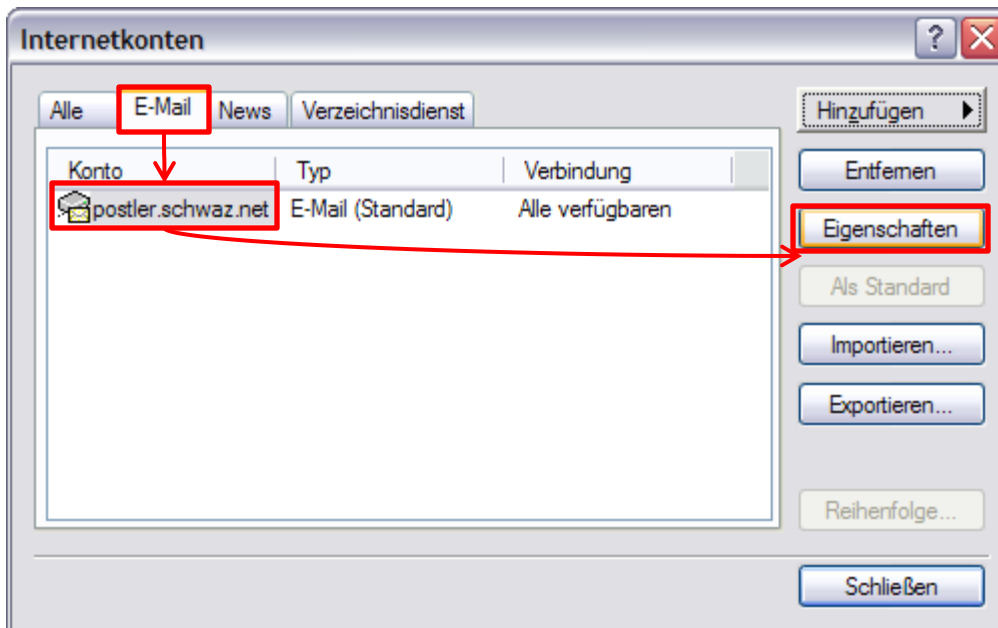 Internetkonten
?
Alle E-Mail News Verzeichnisdienst
Hinzufügen
Konto Typ Verbindung
Entfernen
postler.schwaz.net E-Mail (Standard) Alle verfügbaren
Eigenschaften
Als Standard
Importieren...
Exportieren...
Reihenfolge...
Schließen